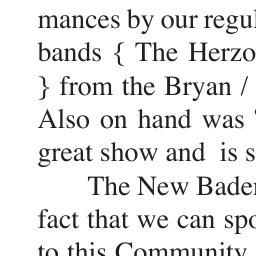 mances by our regul
bands { The Herzo
} from the Bryan /
Also on hand was
great show and is s
The New Baden
fact that we can spo
to this Community